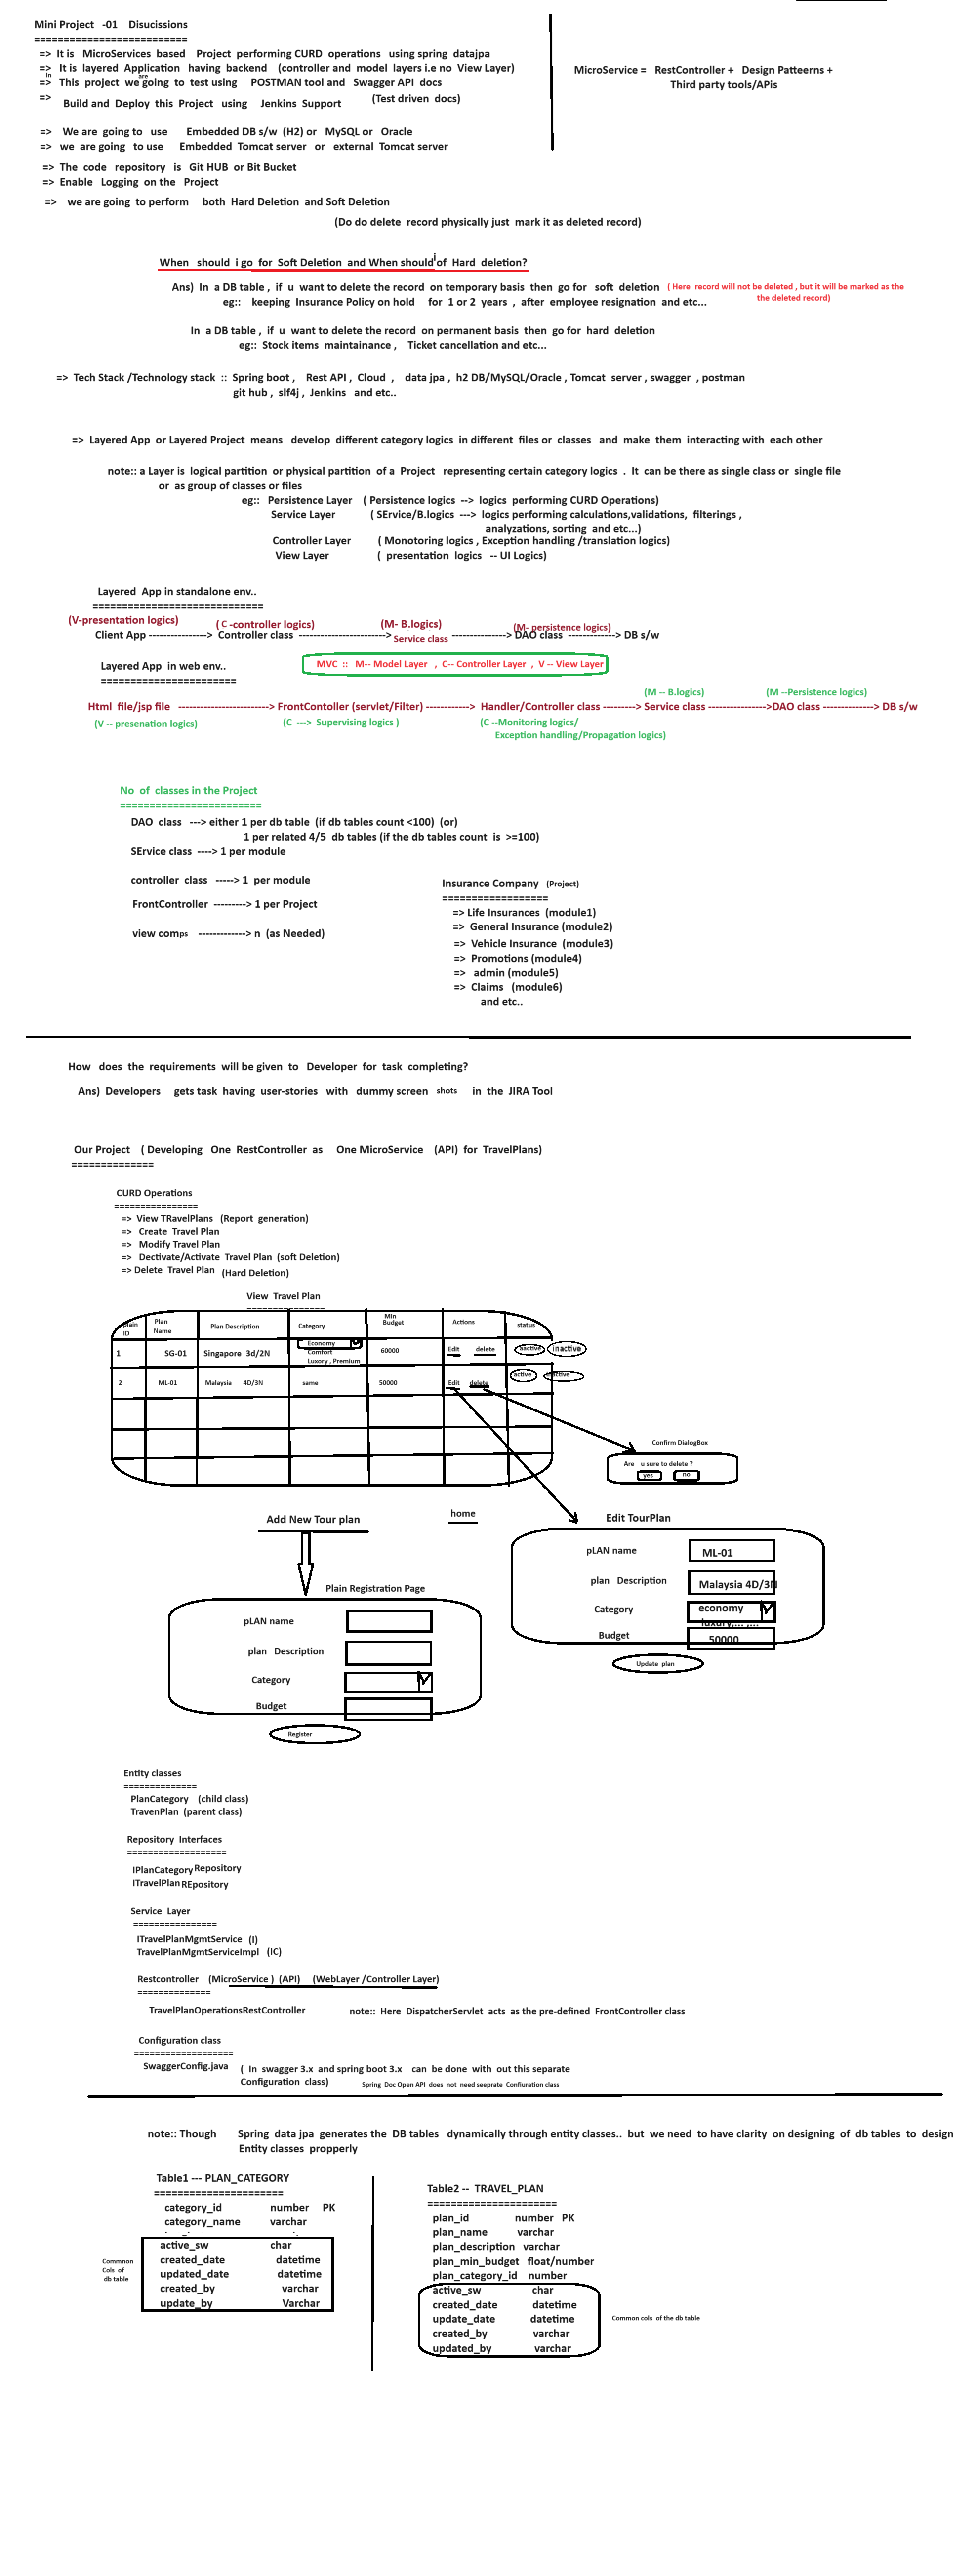 Mini Project -01 Disucissions
==========================
=> It is MicroServices based Project performing CURD operations using spring datajpa
=> It is layered Application having backend (controller and model layers i.e no View Layer)
=> In This project we are going to test using POSTMAN tool and Swagger API docs
=> Build and Deploy this Project using Jenkins Support (Test driven docs)
MicroService = RestController + Design Patteerns +
Third party tools/APis
=> We are going to use Embedded DB s/w (H2) or MySQL or Oracle
=> we are going to use Embedded Tomcat server or external Tomcat server
=> The code repository is Git HUB or Bit Bucket
=> Enable Logging on the Project
=> we are going to perform both Hard Deletion and Soft Deletion
(Do do delete record physically just mark it as deleted record)
When should i go for Soft Deletion and When should i of Hard deletion?
Ans) In a DB table , if u want to delete the record on temporary basis then go for soft deletion ( Here record will not be deleted , but it will be marked as the
the deleted record)
eg:: keeping Insurance Policy on hold for 1 or 2 years , after employee resignation and etc...
In a DB table , if u want to delete the record on permanent basis then go for hard deletion
eg:: Stock items maintainance , Ticket cancellation and etc...
=> Tech Stack /Technology stack :: Spring boot , Rest API , Cloud , data jpa , h2 DB/MySQL/Oracle , Tomcat server , swagger , postman
git hub , slf4j , Jenkins and etc..
=> Layered App or Layered Project means develop different category logics in different files or classes and make them interacting with each other
note:: a Layer is logical partition or physical partition of a Project representing certain category logics . It can be there as single class or single file
or as group of classes or files
eg:: Persistence Layer ( Persistence logics --> logics performing CURD Operations)
Service Layer ( SErvice/B.logics ---> logics performing calculations,validations, filterings ,
analyzations, sorting and etc...)
Controller Layer ( Monotoring logics , Exception handling /translation logics)
View Layer ( presentation logics -- UI Logics)
Layered App in standalone env..
=============================
(V-presentation logics) ( C -controller logics) (M- B.logics) (M- persistence logics)
Client App ----------------> Controller class -----------------------> Service class ---------------> DAO class -------------> DB s/w
Layered App in web env..
=======================
MVC :: M-- Model Layer , C-- Controller Layer , V -- View Layer
(M -- B.logics) (M --Persistence logics)
Html file/jsp file -------------------------> FrontController (servlet/Filter) ------------> Handler/Controller class ---------> Service class ---------------->DAO class --------------> DB s/w
(V -- presenation logics) (C ---> Supervising logics ) (C --Monitoring logics/
Exception handling/Propagation logics)
No of classes in the Project
========================
DAO class ---> either 1 per db table (if db tables count <100) (or)
1 per related 4/5 db tables (if the db tables count is >=100)
SErvice class ----> 1 per module
controller class -----> 1 per module
FrontController ---------> 1 per Project
view comps -------------> n (as Needed)
Insurance Company (Project)
==================
=> Life Insurances (module1)
=> General Insurance (module2)
=> Vehicle Insurance (module3)
=> Promotions (module4)
=> admin (module5)
=> Claims (module6)
and etc..
How does the requirements will be given to Developer for task completing?
Ans) Developers gets task having user-stories with dummy screen shots in the JIRA Tool
Our Project ( Developing One RestController as One MicroService (API) for TravelPlans)
==============
CURD Operations
================
=> View TRavelPlans (Report generation)
=> Create Travel Plan
=> Modify Travel Plan
=> Dectivate/Activate Travel Plan (soft Deletion)
=> Delete Travel Plan (Hard Deletion)
View Travel Plan
===============
plain ID Plan Name Plan Description Category Min Budget Actions status
1 SG-01 Singapore 3d/2N Economy 60000 Edit delete aactive Inactive
Comfort
Luxory , Premium
2 ML-01 Malaysia 4D/3N same 50000 Edit delete active Inactive
Confirm DialogBox
Are u sure to delete ?
yes no
home
Add New Tour plan
Edit TourPlan
pLAN name ML-01
plan Description Malaysia 4D/3N
Category economy
luxury,... ,...
Budget 50000
Update plan
Plain Registration Page
pLAN name
plan Description
Category
Budget
Register
Entity classes
==============
PlanCategory (child class)
TravenPlan (parent class)
Repository Interfaces
===================
IPlanCategory Repository
ITravelPlan REpository
Service Layer
================
ITravelPlanMgmtService (I)
TravelPlanMgmtServiceImpl (IC)
Restcontroller (MicroService ) (API) (WebLayer /Controller Layer)
==============
TravelPlanOperationsRestController note:: Here DispatcherServlet acts as the pre-defined FrontController class
Configuration class
===================
SwaggerConfig.java ( In swagger 3.x and spring boot 3.x can be done with out this separate
Configuration class) Spring Doc Open API does not need seeprate Confiuration class
note:: Though Spring data jpa generates the DB tables dynamically through entity classes.. but we need to have clarity on designing of db tables to design
Entity classes propperly
Table1 --- PLAN_CATEGORY
======================
category_id number PK
category_name varchar
active_sw char
created_date datetime
updated_date datetime
created_by varchar
update_by Varchar
Commnon
Cols of
db table
Table2 -- TRAVEL_PLAN
======================
plan_id number PK
plan_name varchar
plan_description varchar
plan_min_budget float/number
plan_category_id number
active_sw char
created_date datetime
update_date datetime
created_by varchar
updated_by varchar
Common cols of the db table